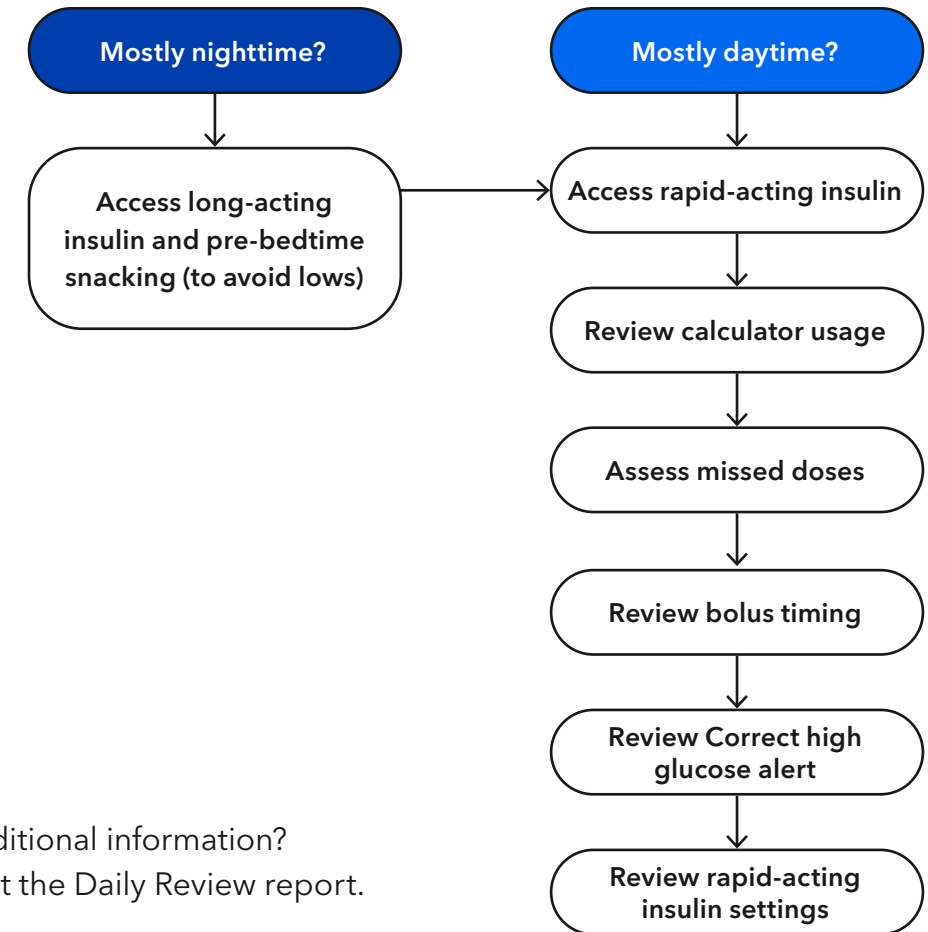 Mostly nighttime?
Mostly daytime?
Access long-acting
insulin and pre-bedtime
snacking (to avoid lows)
Access rapid-acting insulin
Review calculator usage
Assess missed doses
Review bolus timing
Review Correct high
glucose alert
Review rapid-acting
insulin settings
information?
the Daily Review report.